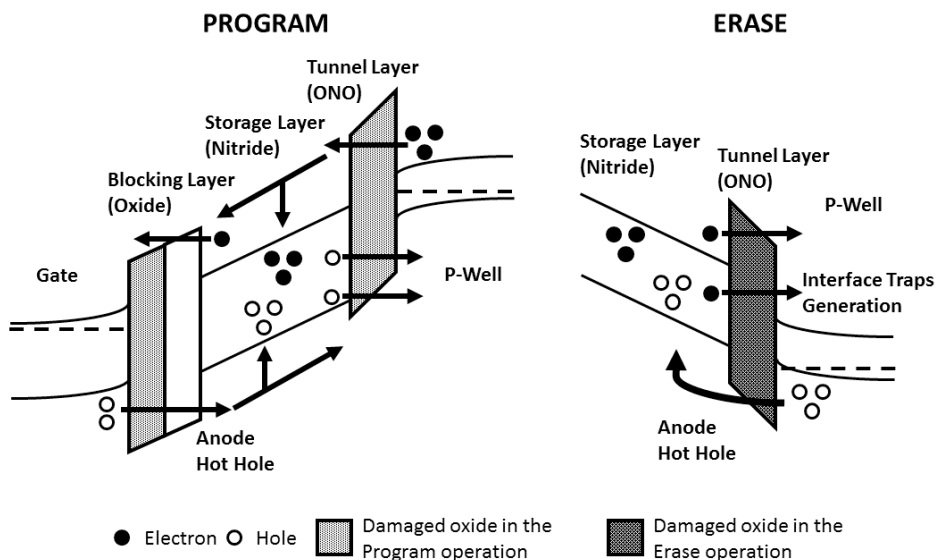 PROGRAM
ERASE
Tunnel Layer
(ONO)
Storage Layer
(Nitride)
Blocking Layer
(Oxide)
Gate
P-Well
Anode
Hot Hole
Storage Layer
(Nitride)
Tunnel Layer
(ONO)
P-Well
Interface Traps
Generation
Anode
Hot Hole
Electron
Hole
Damaged oxide in the
Program operation
Damaged oxide in the
Erase operation